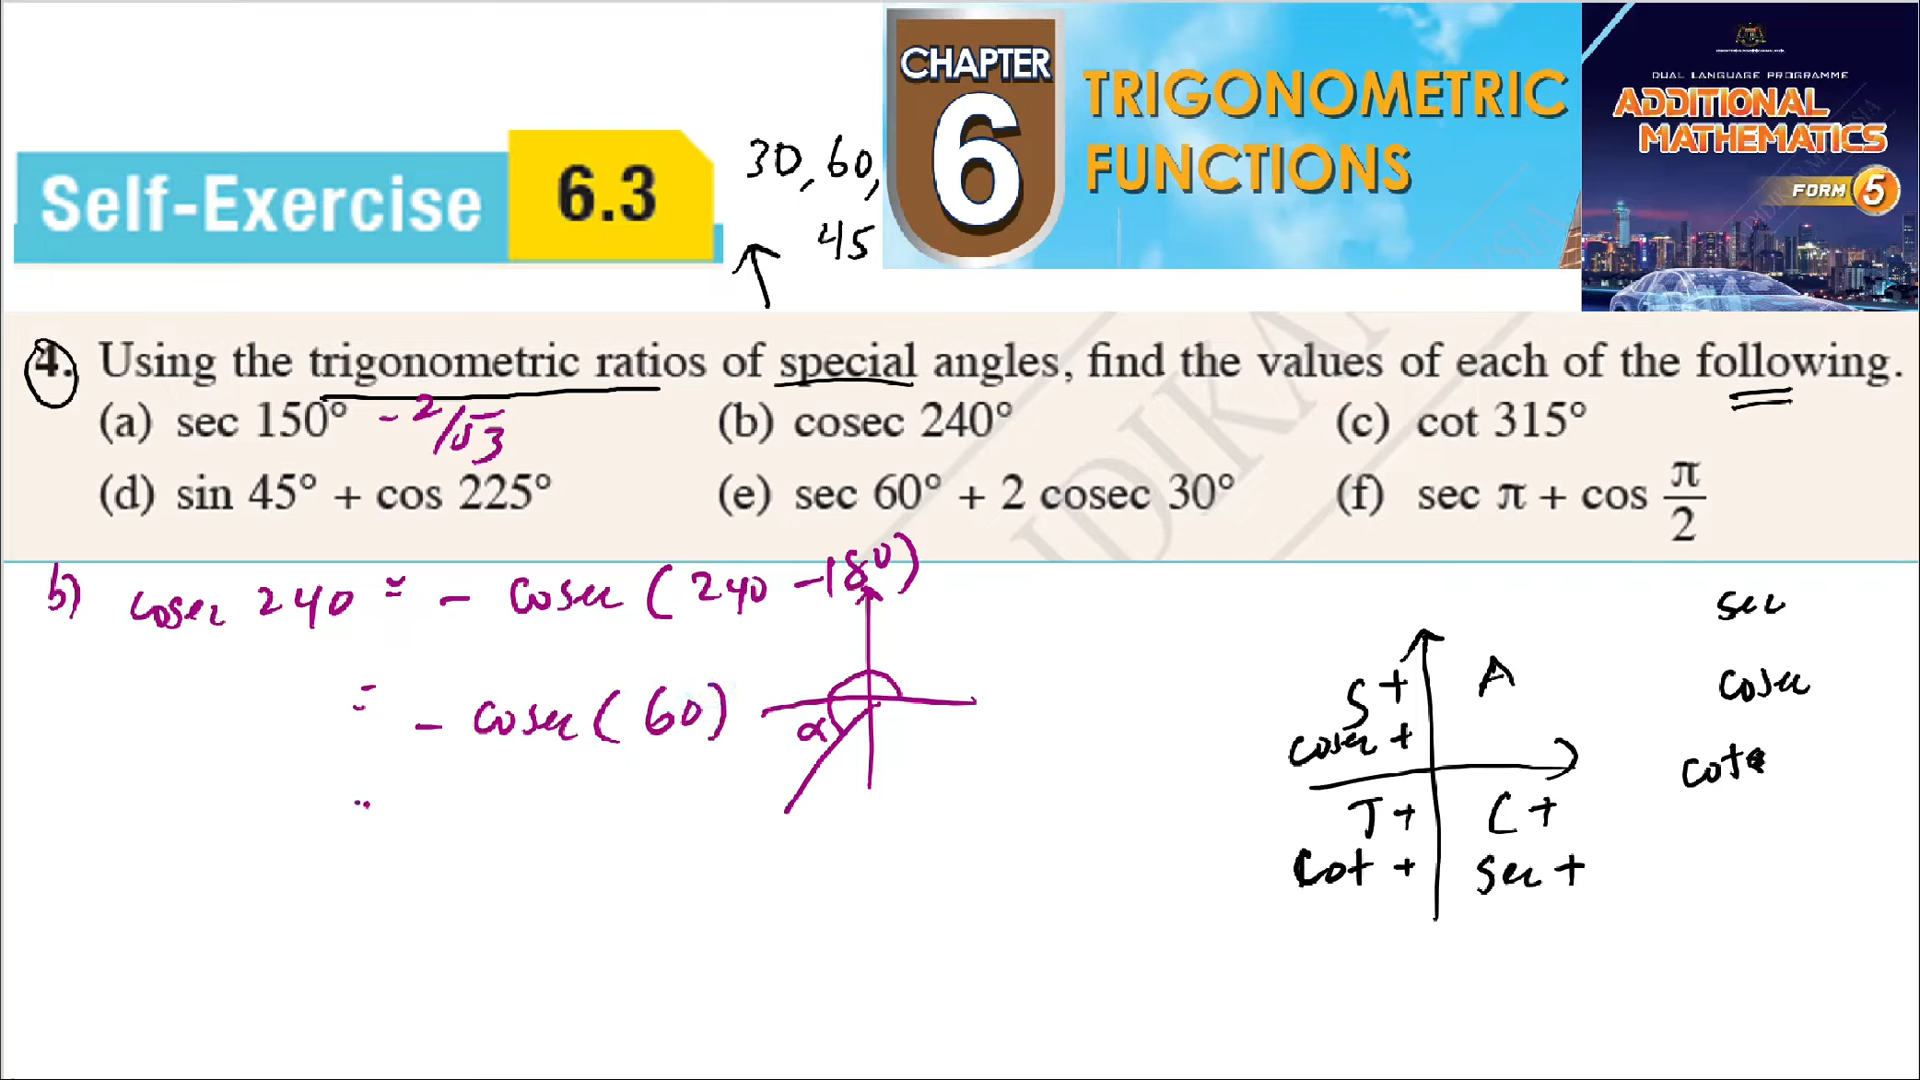 CHAPTER
6
TRIGONOMETRIC
FUNCTIONS
DUAL LANGUAGE PROGRAMME
ADDITIONAL
MATHEMATICS
FORM 5
Self-Exercise 6.3
30, 60,
45
4. Using the trigonometric ratios of special angles, find the values of each of the following.
(a) sec 150° -2/√3 (b) cosec 240° (c) cot 315°
(d) sin 45° + cos 225° (e) sec 60° + 2 cosec 30° (f) sec π + cos π/2
b) cosec 240 = - cosec (240 -180)
= - cosec (60)
α
S +
cosec +
A
T +
cot +
C +
sec +
sec
cosec
cot